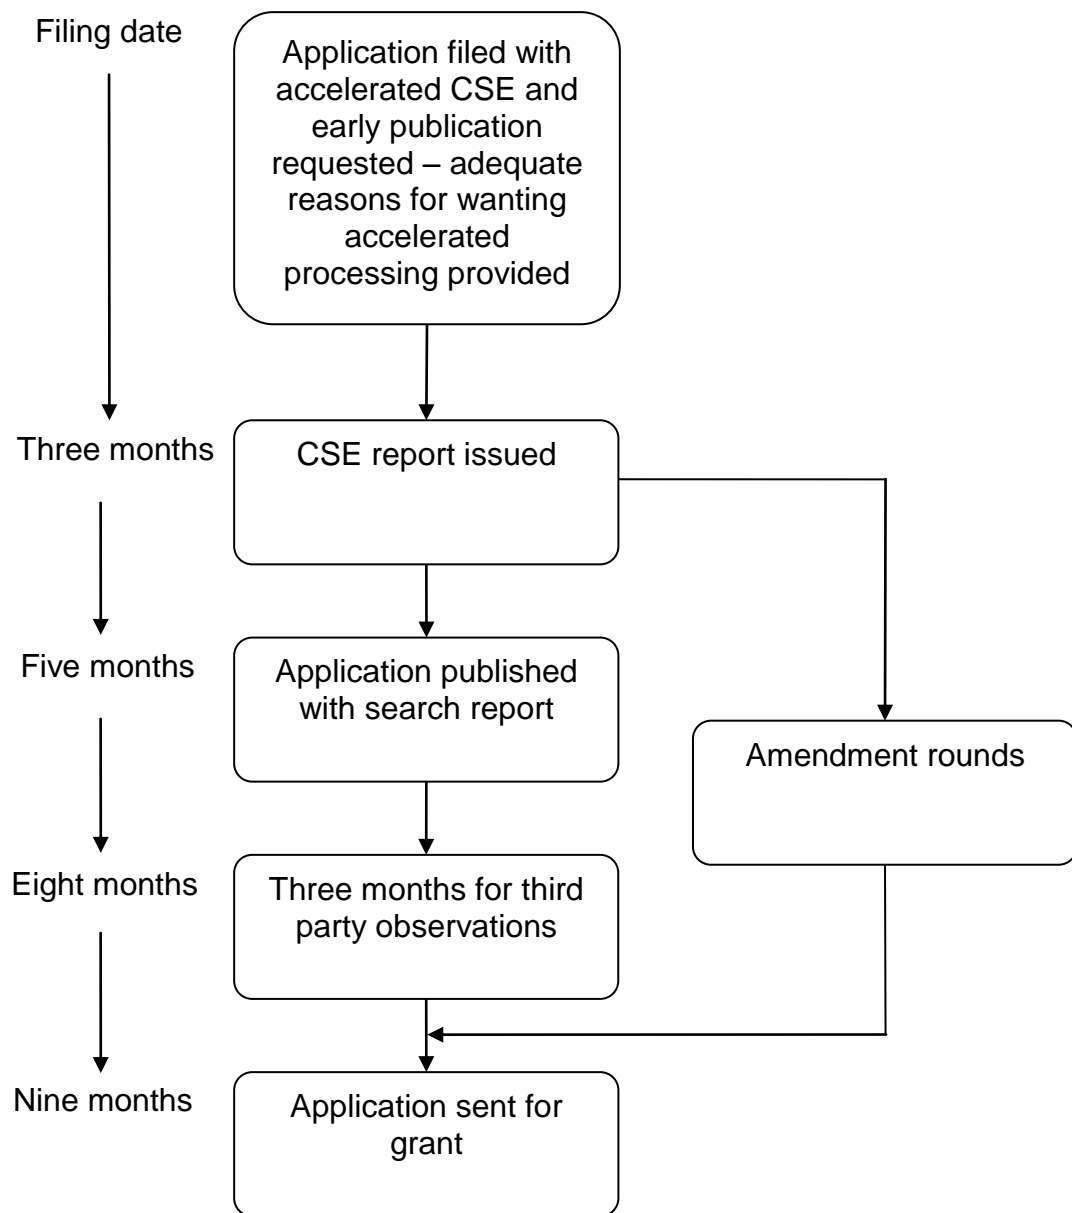 Filing date
Application filed with
accelerated CSE and
early publication
requested – adequate
reasons for wanting
accelerated
processing provided
Three months
CSE report issued
Five months
Application published
with search report
Amendment rounds
Eight months
Three months for third
party observations
Nine months
Application sent for
grant